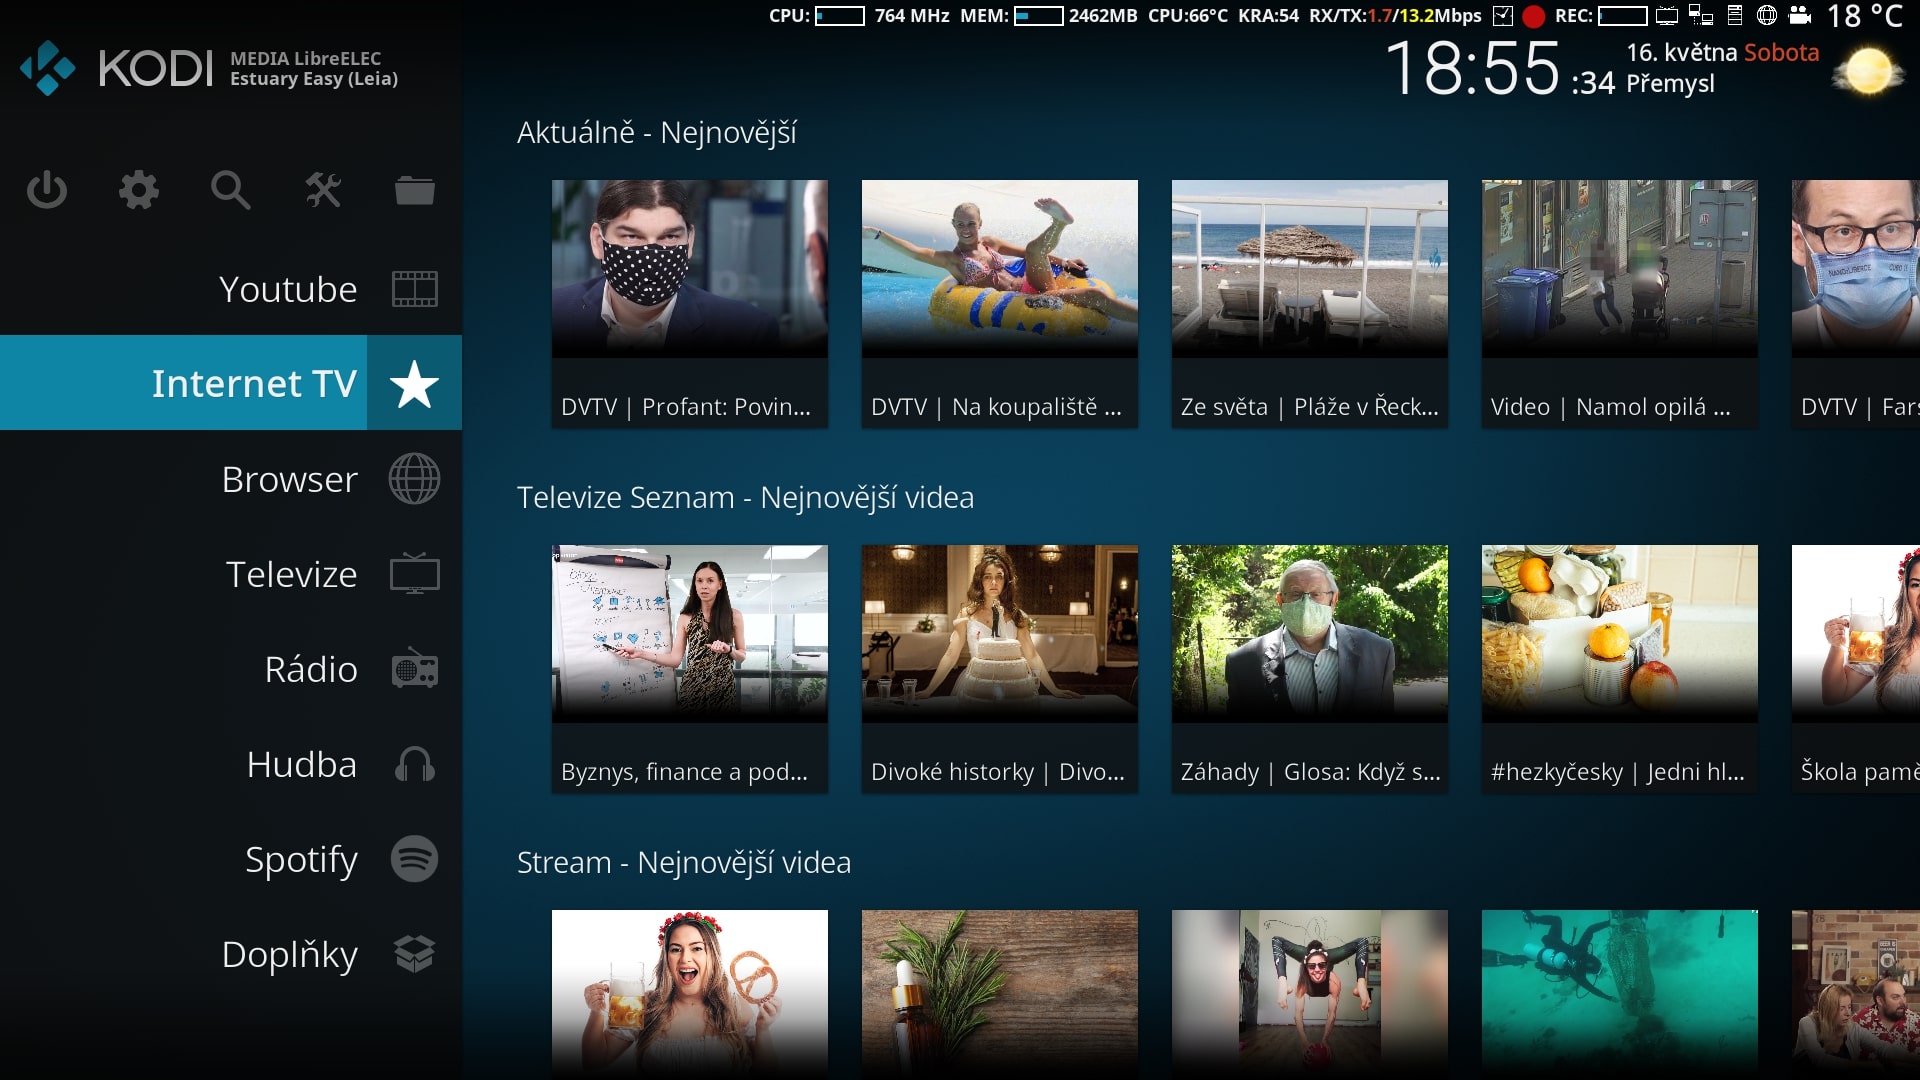 CPU: 764 MHz MEM: 2462MB CPU:66°C KRA:54 RX/TX:1.7/13.2Mbps REC: 18 °C
KODI
MEDIA LibreELEC
Estuary Easy (Leia)
18:55 :34
16. května Sobota
Přemysl
Youtube
Internet TV
Browser
Televize
Rádio
Hudba
Spotify
Doplňky
Aktuálně - Nejnovější
DVTV | Profant: Povin...
DVTV | Na koupaliště ...
Ze světa | Pláže v Řeck...
Video | Namol opilá ...
DVTV | Fars
Televize Seznam - Nejnovější videa
Byznys, finance a pod...
Divoké historky | Divo...
Záhady | Glosa: Když s...
#hezkyčesky | Jedni hl...
Škola pamě
Stream - Nejnovější videa